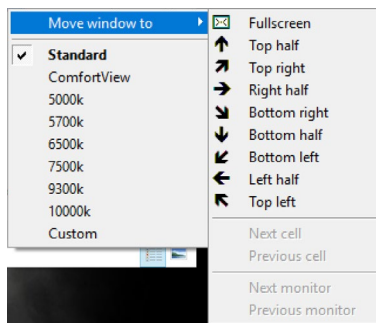 Move window to
Standard
ComfortView
5000k
5700k
6500k
7500k
9300k
10000k
Custom
Fullscreen
Top half
Top right
Right half
Bottom right
Bottom half
Bottom left
Left half
Top left
Next cell
Previous cell
Next monitor
Previous monitor